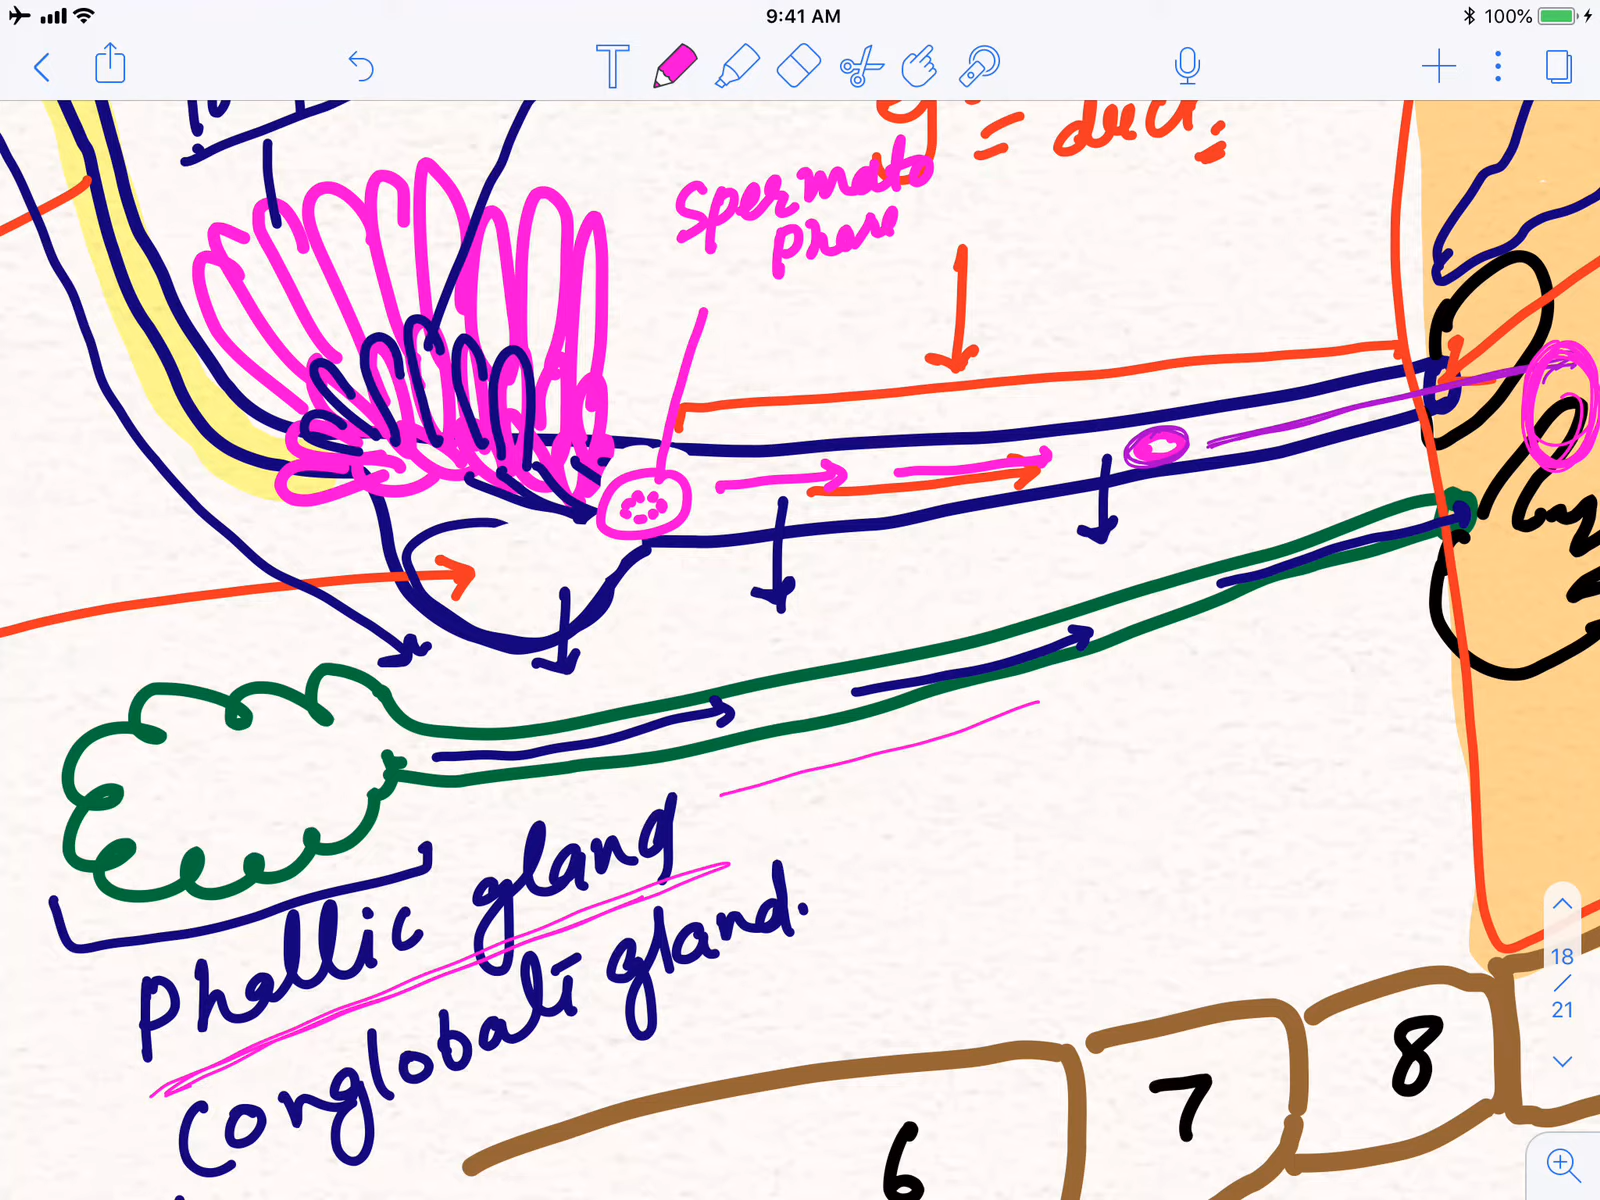 9:41 AM
100%
T
= duct.
Spermato
phore
Phallic gland
Conglobati gland.
18
/
21
6
7
8